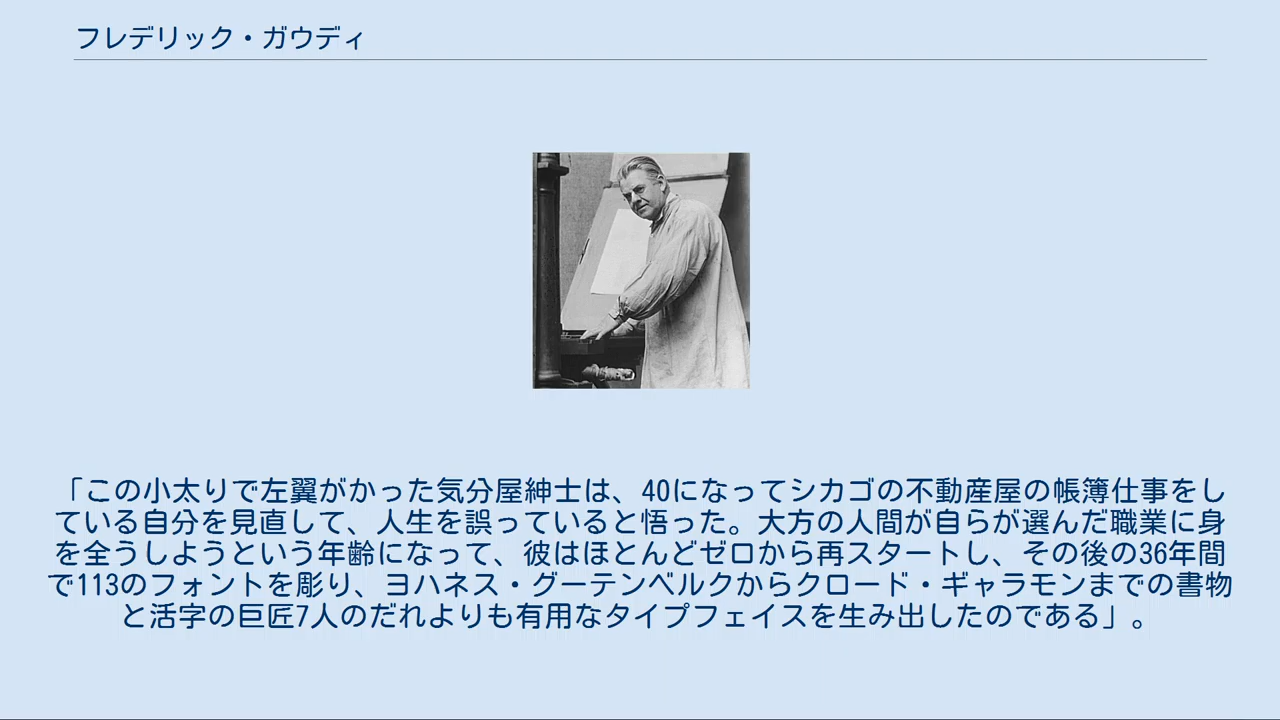 フレデリック・ガウディ
「この小太りで左翼がかった気分屋紳士は、40になってシカゴの不動産屋の帳簿仕事をし
ている自分を見直して、人生を誤っていると悟った。大方の人間が自らが選んだ職業に身
を全うしようという年齢になって、彼はほとんどゼロから再スタートし、その後の36年間
で113のフォントを彫り、ヨハネス・グーテンベルクからクロード・ギャラモンまでの書物
と活字の巨匠7人のだれよりも有用なタイプフェイスを生み出したのである」。